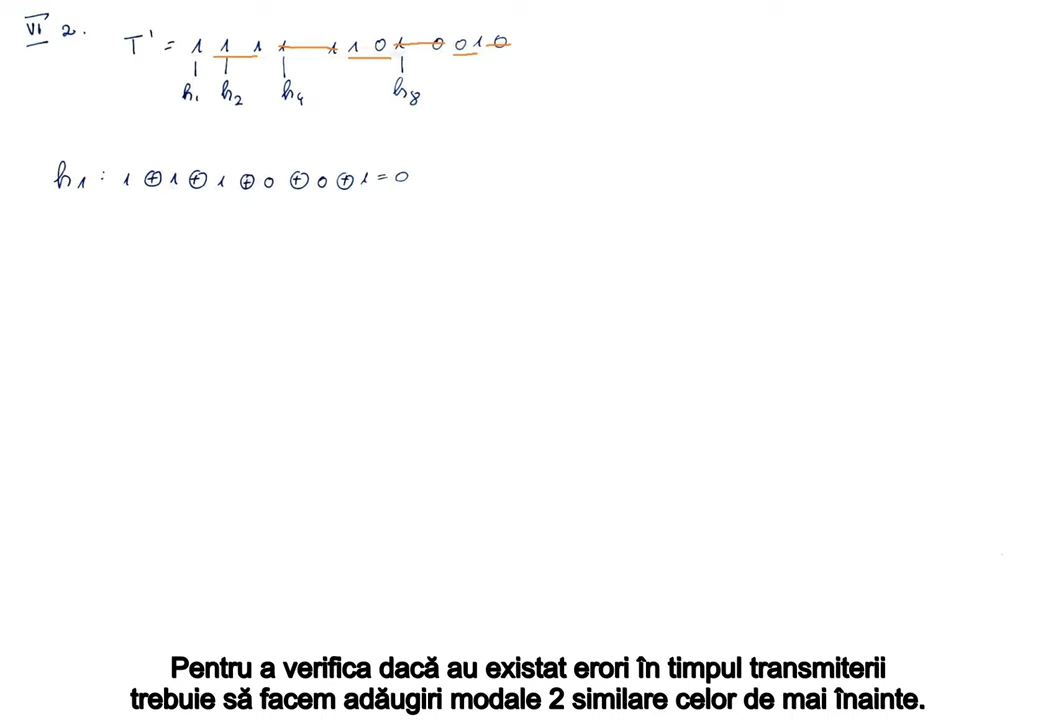 VI 2.
T' = 1 1 1 1 1 1 0 1 0 0 1 0
h1 h2 h4 h8
h1 : 1 ⊕ 1 ⊕ 1 ⊕ 0 ⊕ 0 ⊕ 1 = 0
Pentru a verifica dacă au existat erori în timpul transmiterii
trebuie să facem adăugiri modale 2 similare celor de mai înainte.